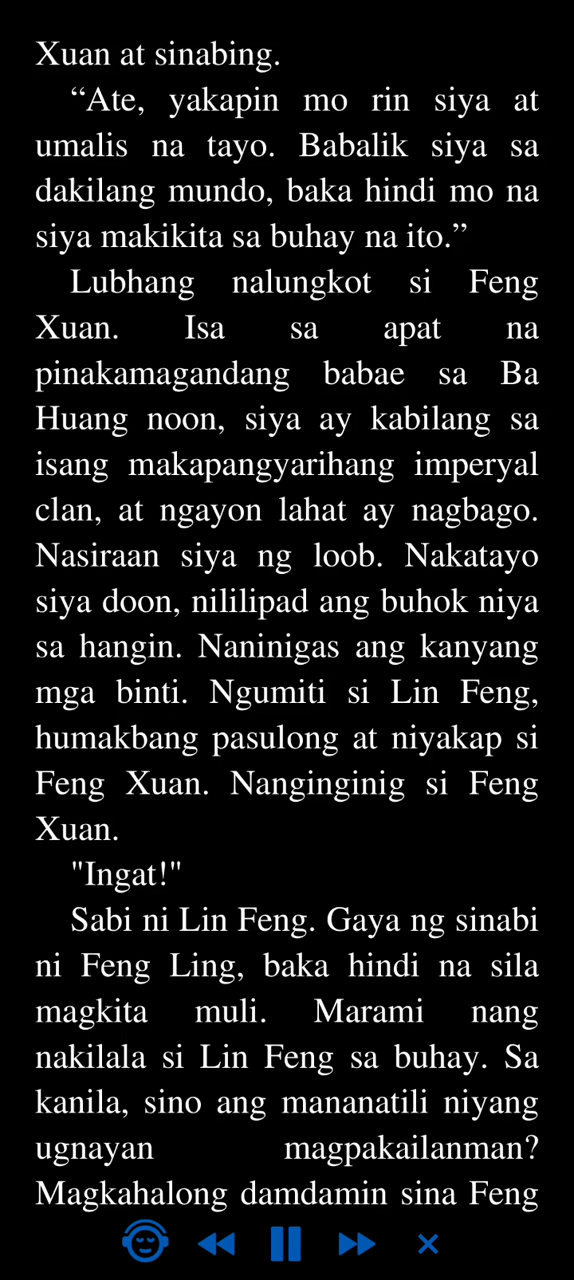 Xuan at sinabing.
“Ate, yakapin mo rin siya at
umalis na tayo. Babalik siya sa
dakilang mundo, baka hindi mo na
siya makikita sa buhay na ito.”
Lubhang nalungkot si Feng
Xuan. Isa sa apat na
pinakamagandang babae sa Ba
Huang noon, siya ay kabilang sa
isang makapangyarihang imperyal
clan, at ngayon lahat ay nagbago.
Nasiraan siya ng loob. Nakatayo
siya doon, nililipad ang buhok niya
sa hangin. Naninigas ang kanyang
mga binti. Ngumiti si Lin Feng,
humakbang pasulong at niyakap si
Feng Xuan. Nanginginig si Feng
Xuan.
"Ingat!"
Sabi ni Lin Feng. Gaya ng sinabi
ni Feng Ling, baka hindi na sila
magkita muli. Marami nang
nakilala si Lin Feng sa buhay. Sa
kanila, sino ang mananatili niyang
ugnayan magpakailanman?
Magkahalong damdamin sina Feng